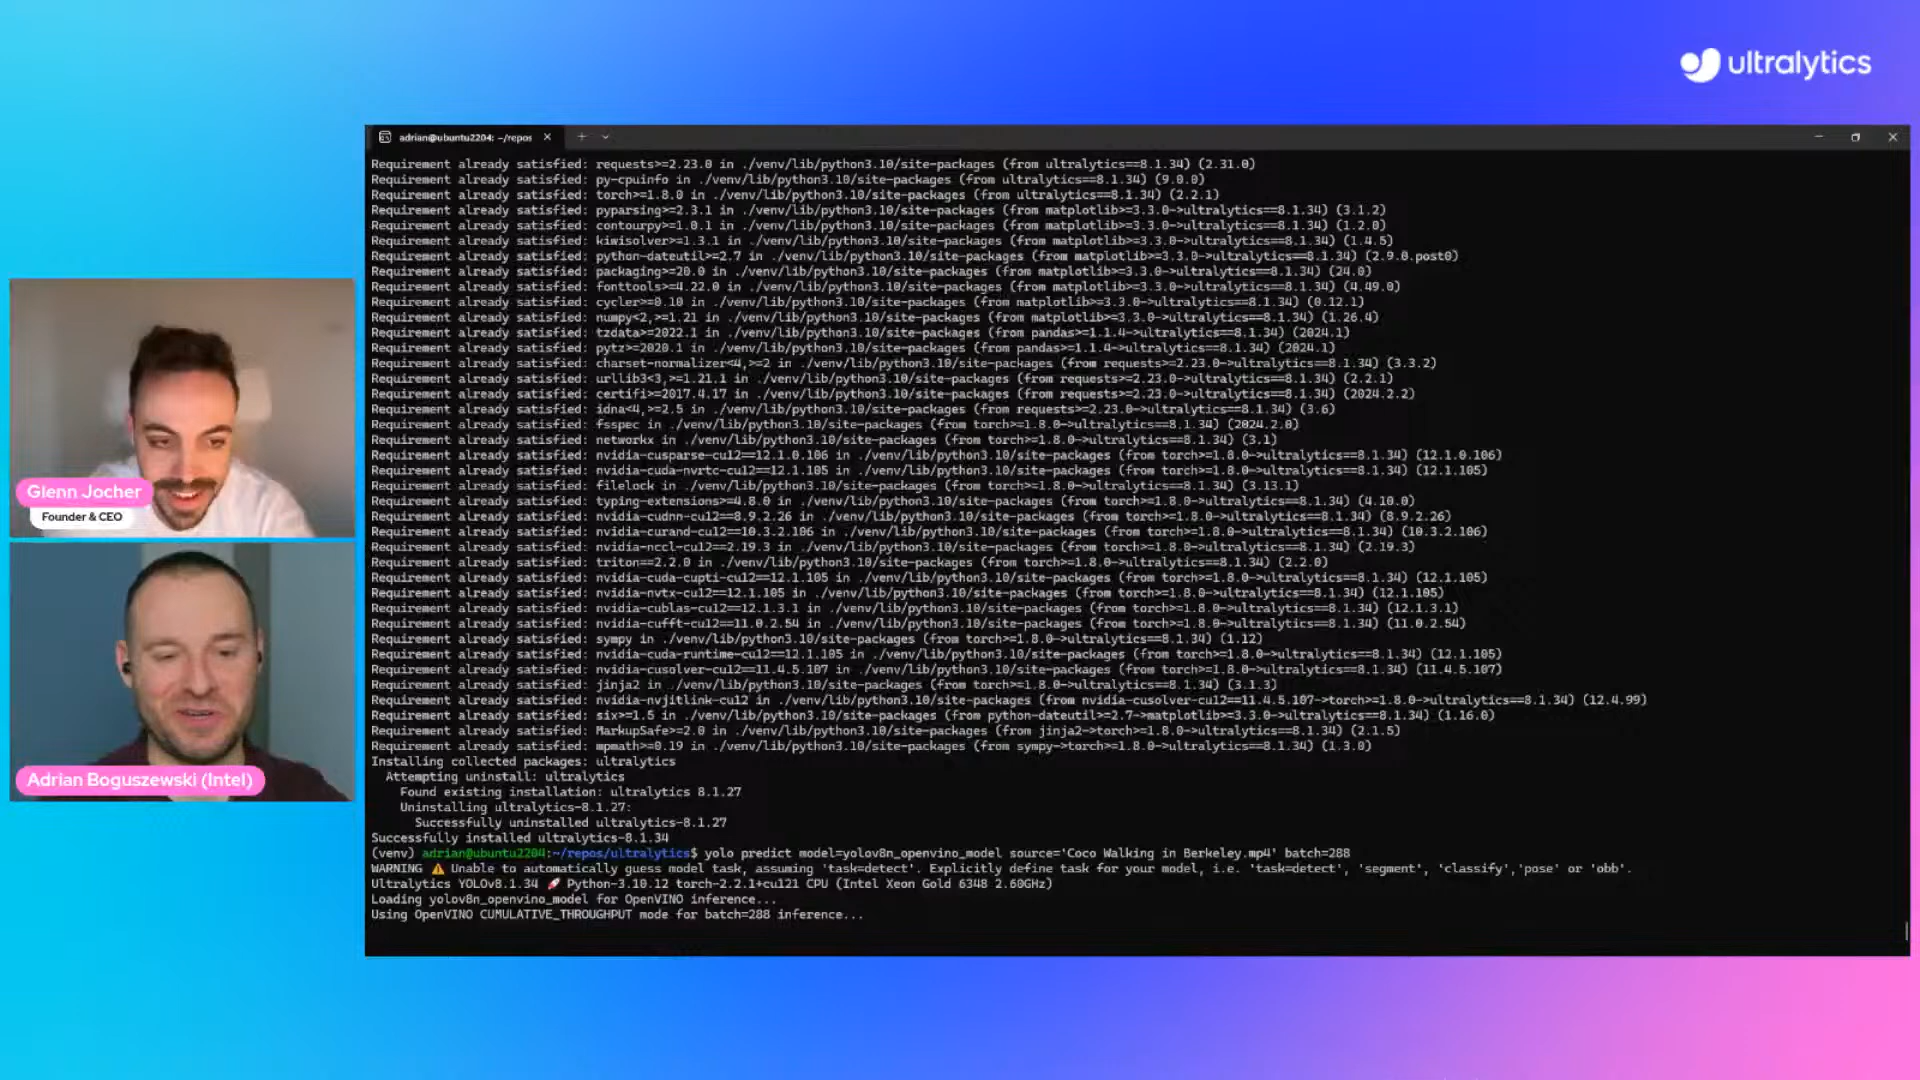 ultralytics
adrian@ubuntu2204: ~/repos
Requirement already satisfied: requests>=2.23.0 in ./venv/lib/python3.10/site-packages (from ultralytics==8.1.34) (2.31.0)
Requirement already satisfied: py-cpuinfo in ./venv/lib/python3.10/site-packages (from ultralytics==8.1.34) (9.0.0)
Requirement already satisfied: torch>=1.8.0 in ./venv/lib/python3.10/site-packages (from ultralytics==8.1.34) (2.2.1)
Requirement already satisfied: pyparsing>=2.3.1 in ./venv/lib/python3.10/site-packages (from matplotlib>=3.3.0->ultralytics==8.1.34) (3.1.2)
Requirement already satisfied: contourpy>=1.0.1 in ./venv/lib/python3.10/site-packages (from matplotlib>=3.3.0->ultralytics==8.1.34) (1.2.0)
Requirement already satisfied: kiwisolver>=1.3.1 in ./venv/lib/python3.10/site-packages (from matplotlib>=3.3.0->ultralytics==8.1.34) (1.4.5)
Requirement already satisfied: python-dateutil>=2.7 in ./venv/lib/python3.10/site-packages (from matplotlib>=3.3.0->ultralytics==8.1.34) (2.9.0.post0)
Requirement already satisfied: packaging>=20.0 in ./venv/lib/python3.10/site-packages (from matplotlib>=3.3.0->ultralytics==8.1.34) (24.0)
Requirement already satisfied: fonttools>=4.22.0 in ./venv/lib/python3.10/site-packages (from matplotlib>=3.3.0->ultralytics==8.1.34) (4.49.0)
Requirement already satisfied: cycler>=0.10 in ./venv/lib/python3.10/site-packages (from matplotlib>=3.3.0->ultralytics==8.1.34) (0.12.1)
Requirement already satisfied: numpy<2,>=1.21 in ./venv/lib/python3.10/site-packages (from matplotlib>=3.3.0->ultralytics==8.1.34) (1.26.4)
Requirement already satisfied: tzdata>=2022.1 in ./venv/lib/python3.10/site-packages (from pandas>=1.1.4->ultralytics==8.1.34) (2024.1)
Requirement already satisfied: pytz>=2020.1 in ./venv/lib/python3.10/site-packages (from pandas>=1.1.4->ultralytics==8.1.34) (2024.1)
Requirement already satisfied: charset-normalizer<4,>=2 in ./venv/lib/python3.10/site-packages (from requests>=2.23.0->ultralytics==8.1.34) (3.3.2)
Requirement already satisfied: urllib3<3,>=1.21.1 in ./venv/lib/python3.10/site-packages (from requests>=2.23.0->ultralytics==8.1.34) (2.2.1)
Requirement already satisfied: certifi>=2017.4.17 in ./venv/lib/python3.10/site-packages (from requests>=2.23.0->ultralytics==8.1.34) (2024.2.2)
Requirement already satisfied: idna<4,>=2.5 in ./venv/lib/python3.10/site-packages (from requests>=2.23.0->ultralytics==8.1.34) (3.6)
Requirement already satisfied: fsspec in ./venv/lib/python3.10/site-packages (from torch>=1.8.0->ultralytics==8.1.34) (2024.2.0)
Requirement already satisfied: networkx in ./venv/lib/python3.10/site-packages (from torch>=1.8.0->ultralytics==8.1.34) (3.1)
Requirement already satisfied: nvidia-cusparse-cu12==12.1.0.106 in ./venv/lib/python3.10/site-packages (from torch>=1.8.0->ultralytics==8.1.34) (12.1.0.106)
Requirement already satisfied: nvidia-cuda-nvrtc-cu12==12.1.105 in ./venv/lib/python3.10/site-packages (from torch>=1.8.0->ultralytics==8.1.34) (12.1.105)
Requirement already satisfied: filelock in ./venv/lib/python3.10/site-packages (from torch>=1.8.0->ultralytics==8.1.34) (3.13.1)
Requirement already satisfied: typing-extensions>=4.8.0 in ./venv/lib/python3.10/site-packages (from torch>=1.8.0->ultralytics==8.1.34) (4.10.0)
Requirement already satisfied: nvidia-cudnn-cu12==8.9.2.26 in ./venv/lib/python3.10/site-packages (from torch>=1.8.0->ultralytics==8.1.34) (8.9.2.26)
Requirement already satisfied: nvidia-curand-cu12==10.3.2.106 in ./venv/lib/python3.10/site-packages (from torch>=1.8.0->ultralytics==8.1.34) (10.3.2.106)
Requirement already satisfied: nvidia-nccl-cu12==2.19.3 in ./venv/lib/python3.10/site-packages (from torch>=1.8.0->ultralytics==8.1.34) (2.19.3)
Requirement already satisfied: triton==2.2.0 in ./venv/lib/python3.10/site-packages (from torch>=1.8.0->ultralytics==8.1.34) (2.2.0)
Requirement already satisfied: nvidia-cuda-cupti-cu12==12.1.105 in ./venv/lib/python3.10/site-packages (from torch>=1.8.0->ultralytics==8.1.34) (12.1.105)
Requirement already satisfied: nvidia-nvtx-cu12==12.1.105 in ./venv/lib/python3.10/site-packages (from torch>=1.8.0->ultralytics==8.1.34) (12.1.105)
Requirement already satisfied: nvidia-cublas-cu12==12.1.3.1 in ./venv/lib/python3.10/site-packages (from torch>=1.8.0->ultralytics==8.1.34) (12.1.3.1)
Requirement already satisfied: nvidia-cufft-cu12==11.0.2.54 in ./venv/lib/python3.10/site-packages (from torch>=1.8.0->ultralytics==8.1.34) (11.0.2.54)
Requirement already satisfied: sympy in ./venv/lib/python3.10/site-packages (from torch>=1.8.0->ultralytics==8.1.34) (1.12)
Requirement already satisfied: nvidia-cuda-runtime-cu12==12.1.105 in ./venv/lib/python3.10/site-packages (from torch>=1.8.0->ultralytics==8.1.34) (12.1.105)
Requirement already satisfied: nvidia-cusolver-cu12==11.4.5.107 in ./venv/lib/python3.10/site-packages (from torch>=1.8.0->ultralytics==8.1.34) (11.4.5.107)
Requirement already satisfied: jinja2 in ./venv/lib/python3.10/site-packages (from torch>=1.8.0->ultralytics==8.1.34) (3.1.3)
Requirement already satisfied: nvidia-nvjitlink-cu12 in ./venv/lib/python3.10/site-packages (from nvidia-cusolver-cu12==11.4.5.107->torch>=1.8.0->ultralytics==8.1.34) (12.4.99)
Requirement already satisfied: six>=1.5 in ./venv/lib/python3.10/site-packages (from python-dateutil>=2.7->matplotlib>=3.3.0->ultralytics==8.1.34) (1.16.0)
Requirement already satisfied: MarkupSafe>=2.0 in ./venv/lib/python3.10/site-packages (from jinja2->torch>=1.8.0->ultralytics==8.1.34) (2.1.5)
Requirement already satisfied: mpmath>=0.19 in ./venv/lib/python3.10/site-packages (from sympy->torch>=1.8.0->ultralytics==8.1.34) (1.3.0)
Installing collected packages: ultralytics
Attempting uninstall: ultralytics
Found existing installation: ultralytics 8.1.27
Uninstalling ultralytics-8.1.27:
Successfully uninstalled ultralytics-8.1.27
Successfully installed ultralytics-8.1.34
(venv) adrian@ubuntu2204:~/repos/ultralytics$ yolo predict model=yolov8n_openvino_model source='Coco Walking in Berkeley.mp4' batch=288
WARNING ⚠️ Unable to automatically guess model task, assuming 'task=detect'. Explicitly define task for your model, i.e. 'task=detect', 'segment', 'classify','pose' or 'obb'.
Ultralytics YOLOv8.1.34 🚀 Python-3.10.12 torch-2.2.1+cu121 CPU (Intel Xeon Gold 6348 2.60GHz)
Loading yolov8n_openvino_model for OpenVINO inference...
Using OpenVINO CUMULATIVE_THROUGHPUT mode for batch=288 inference...
Glenn Jocher
Founder & CEO
Adrian Boguszewski (Intel)